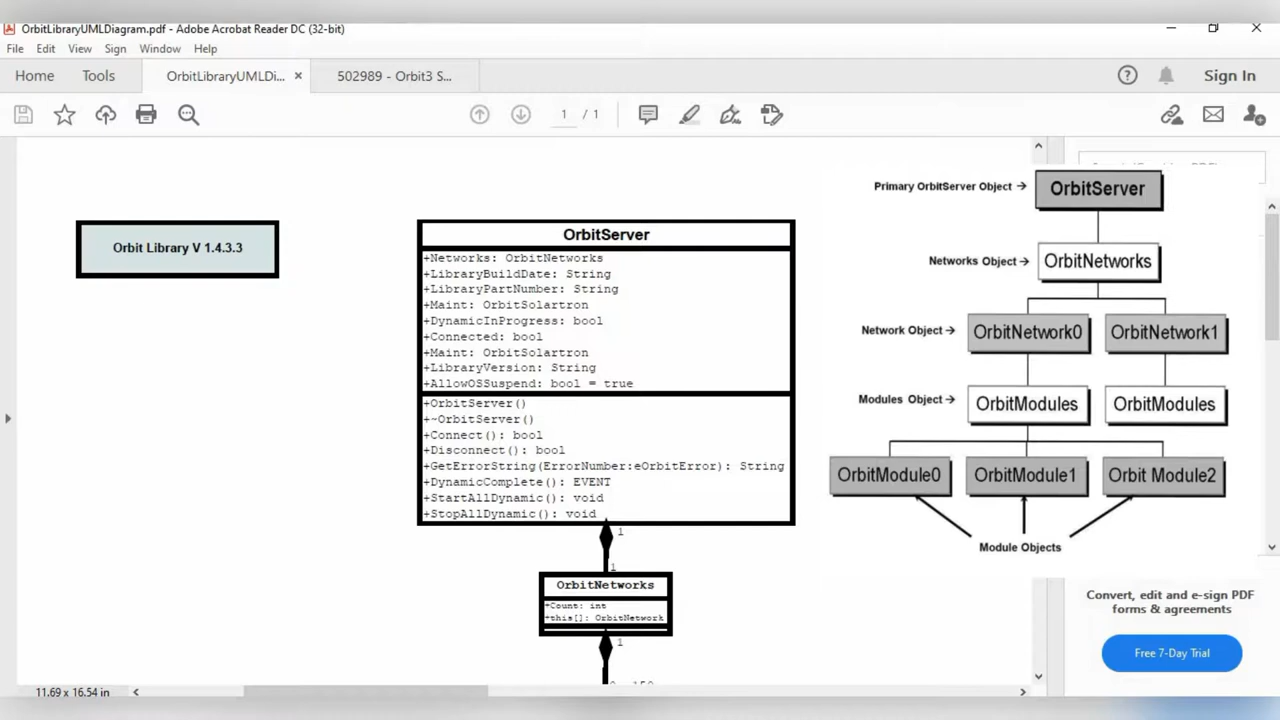 OrbitLibraryUMLDiagram.pdf - Adobe Acrobat Reader DC (32-bit)
File Edit View Sign Window Help
Home Tools OrbitLibraryUMLDi... × 502989 - Orbit3 S... Sign In
1 / 1
Orbit Library V 1.4.3.3
OrbitServer
+Networks: OrbitNetworks
+LibraryBuildDate: String
+LibraryPartNumber: String
+Maint: OrbitSolartron
+DynamicInProgress: bool
+Connected: bool
+Maint: OrbitSolartron
+LibraryVersion: String
+AllowOSSuspend: bool = true
+OrbitServer()
+~OrbitServer()
+Connect(): bool
+Disconnect(): bool
+GetErrorString(ErrorNumber:eOrbitError): String
+DynamicComplete(): EVENT
+StartAllDynamic(): void
+StopAllDynamic(): void
1
1
OrbitNetworks
+Count: int
+this[]: OrbitNetwork
1
Primary OrbitServer Object → OrbitServer
Networks Object → OrbitNetworks
Network Object → OrbitNetwork0 OrbitNetwork1
Modules Object → OrbitModules OrbitModules
OrbitModule0 OrbitModule1 Orbit Module2
Module Objects
Convert, edit and e-sign PDF
forms & agreements
Free 7-Day Trial
11.69 x 16.54 in